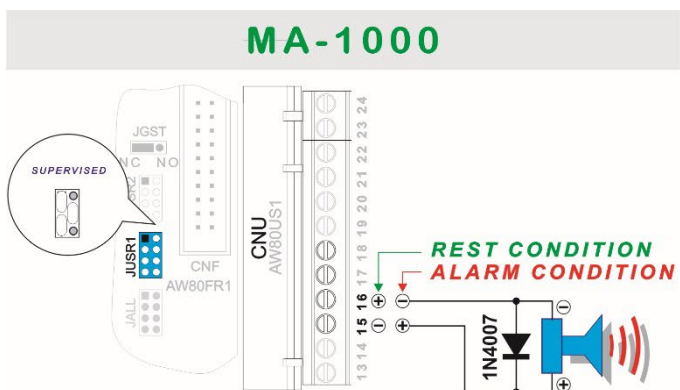 MA-1000
JGST
NC NO
SUPERVISED
SR2
JUSR1
JALL
CNF
AW80FR1
CNU
AW80US1
24
23
22
21
20
19
18
17
16
15
14
13
REST CONDITION
ALARM CONDITION
+ −
− +
1N4007
−
+